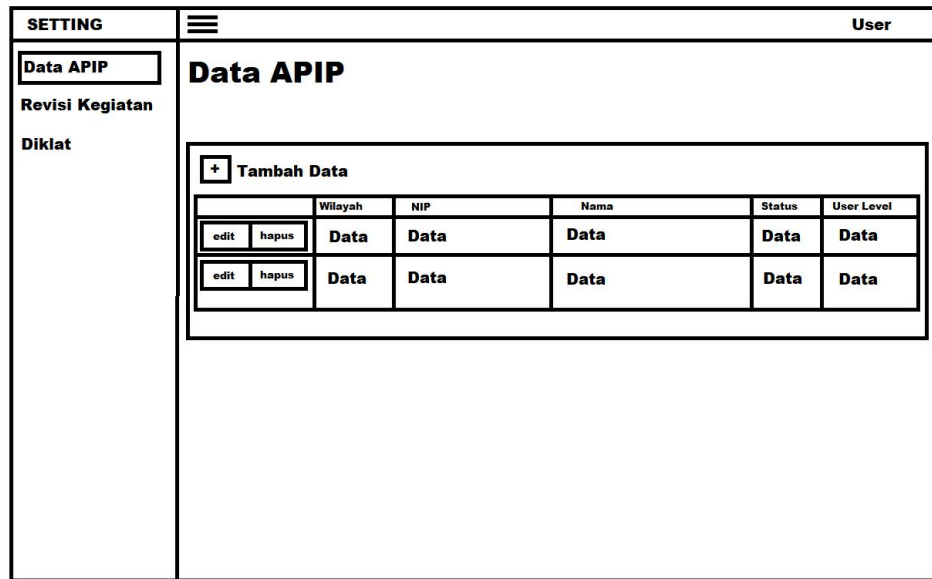 SETTING
User
Data APIP
Revisi Kegiatan
Diklat
Data APIP
+ Tambah Data
Wilayah NIP Nama Status User Level
edit hapus Data Data Data Data Data
edit hapus Data Data Data Data Data